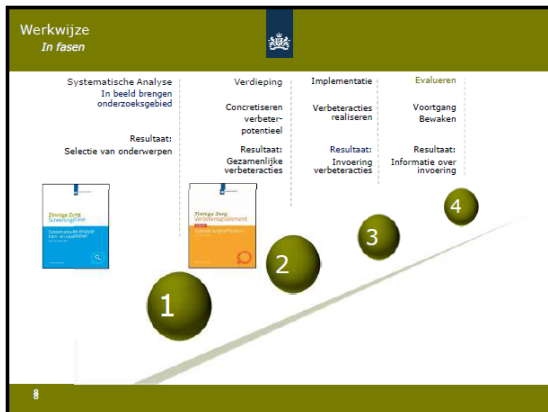 Werkwijze
In fasen
Systematische Analyse
In beeld brengen
onderzoeksgebied
Resultaat:
Selectie van onderwerpen
Verdieping
Concretiseren
verbeter-
potentieel
Resultaat:
Gezamenlijke
verbeteracties
Implementatie
Verbeteracties
realiseren
Resultaat:
Invoering
verbeteracties
Evalueren
Voortgang
Bewaken
Resultaat:
Informatie over
invoering
Zinnige Zorg
Zinnige Zorg
1
2
3
4
8